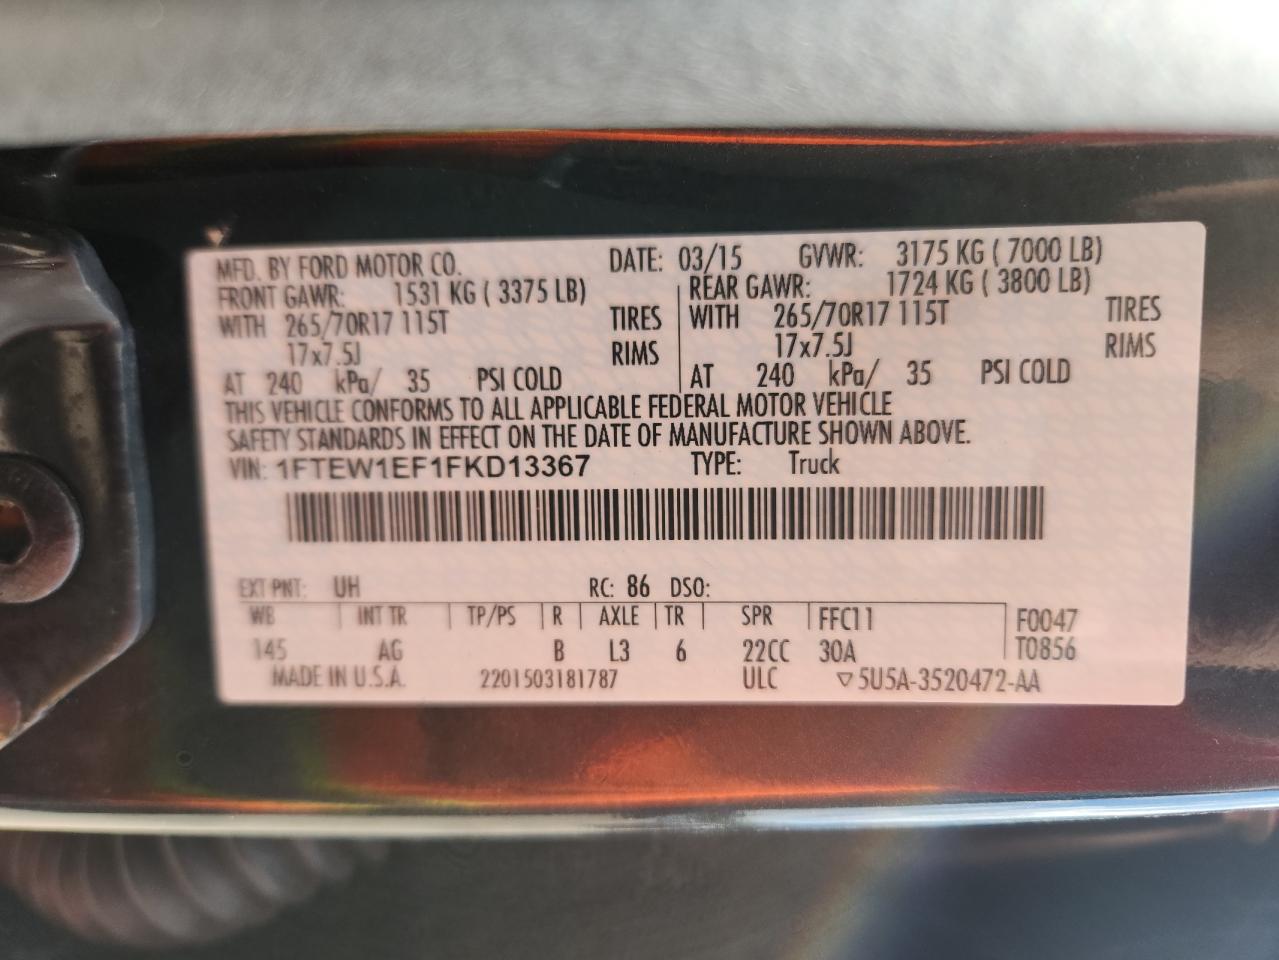 MFD. BY FORD MOTOR CO. DATE: 03/15 GVWR: 3175 KG ( 7000 LB)
FRONT GAWR: 1531 KG ( 3375 LB) REAR GAWR: 1724 KG ( 3800 LB)
WITH 265/70R17 115T TIRES WITH 265/70R17 115T TIRES
17x7.5J RIMS 17x7.5J RIMS
AT 240 kPa/ 35 PSI COLD AT 240 kPa/ 35 PSI COLD
THIS VEHICLE CONFORMS TO ALL APPLICABLE FEDERAL MOTOR VEHICLE
SAFETY STANDARDS IN EFFECT ON THE DATE OF MANUFACTURE SHOWN ABOVE.
VIN: 1FTEW1EF1FKD13367 TYPE: Truck
EXT PNT: UH RC: 86 DSO:
WB INT TR TP/PS R AXLE TR SPR FFC11 F0047
145 AG B L3 6 22CC 30A T0856
MADE IN U.S.A. 2201503181787 ULC ▽5U5A-3520472-AA